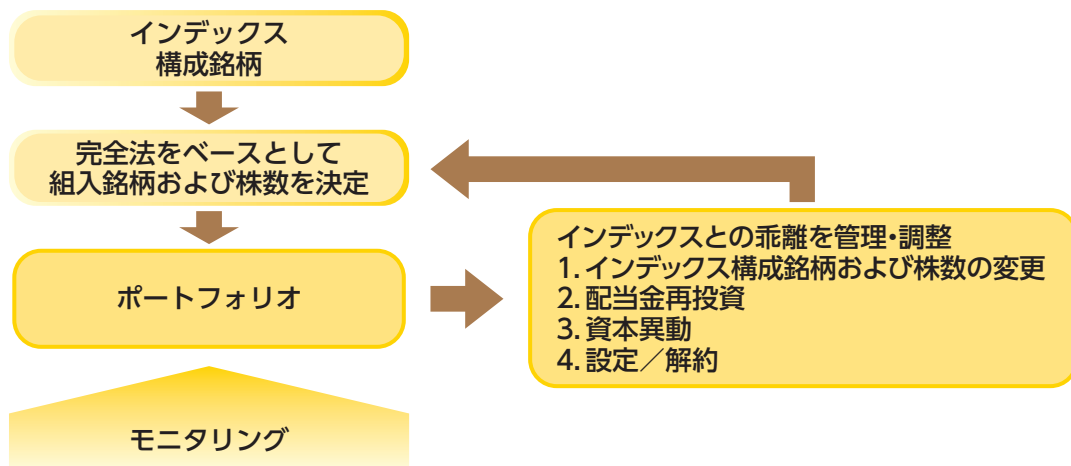 インデックス
構成銘柄
完全法をベースとして
組入銘柄および株数を決定
ポートフォリオ
モニタリング
インデックスとの乖離を管理・調整
1. インデックス構成銘柄および株数の変更
2. 配当金再投資
3. 資本異動
4. 設定／解約